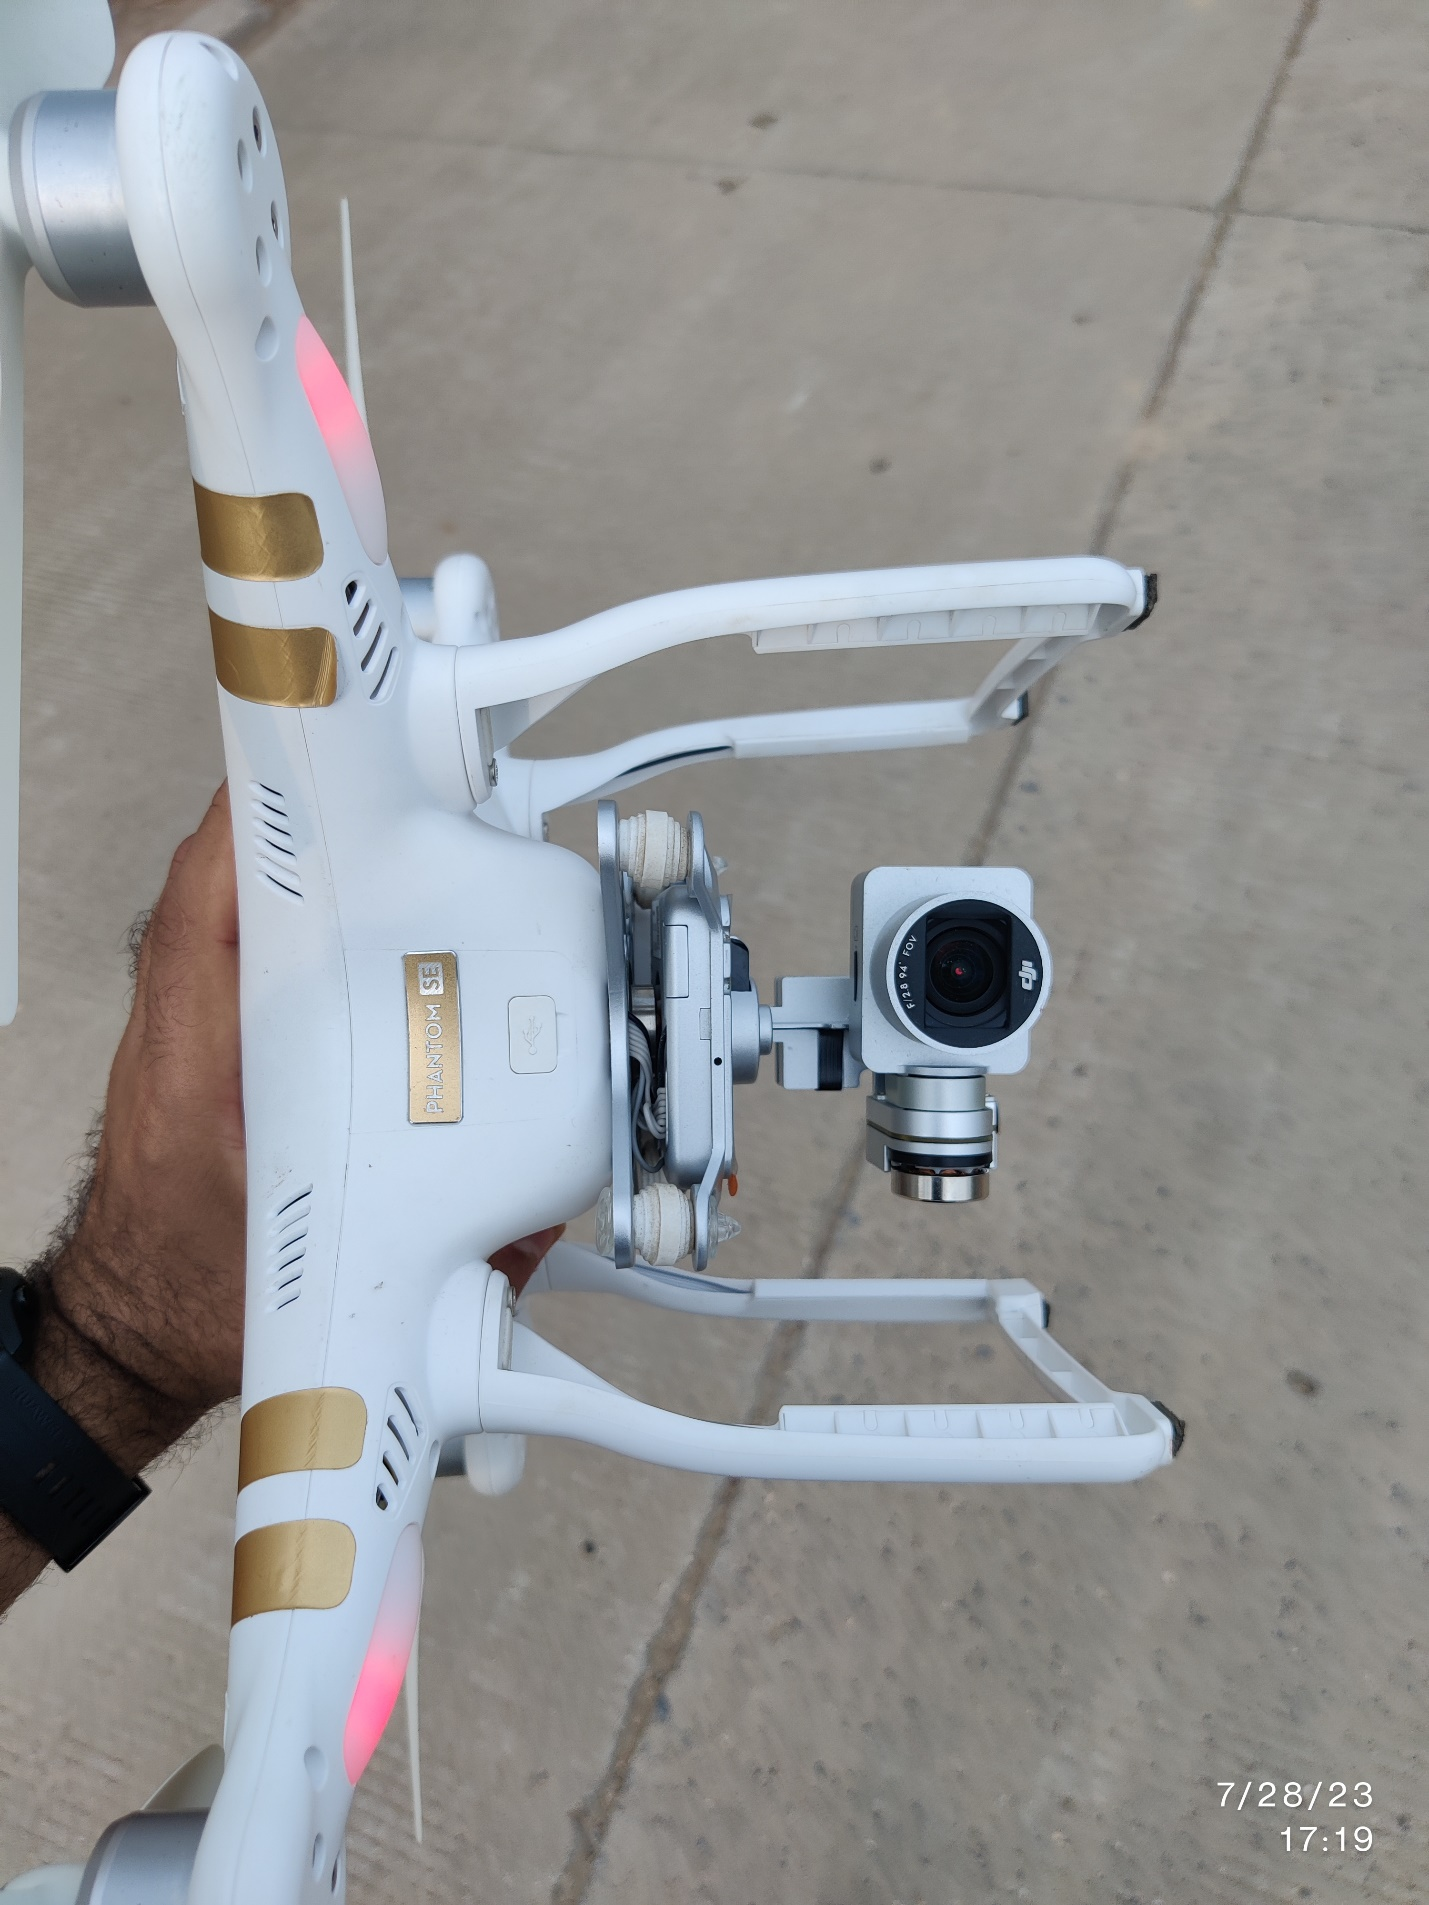 PHANTOM SE
F/2.8 94° FOV
dji
7/28/23
17:19